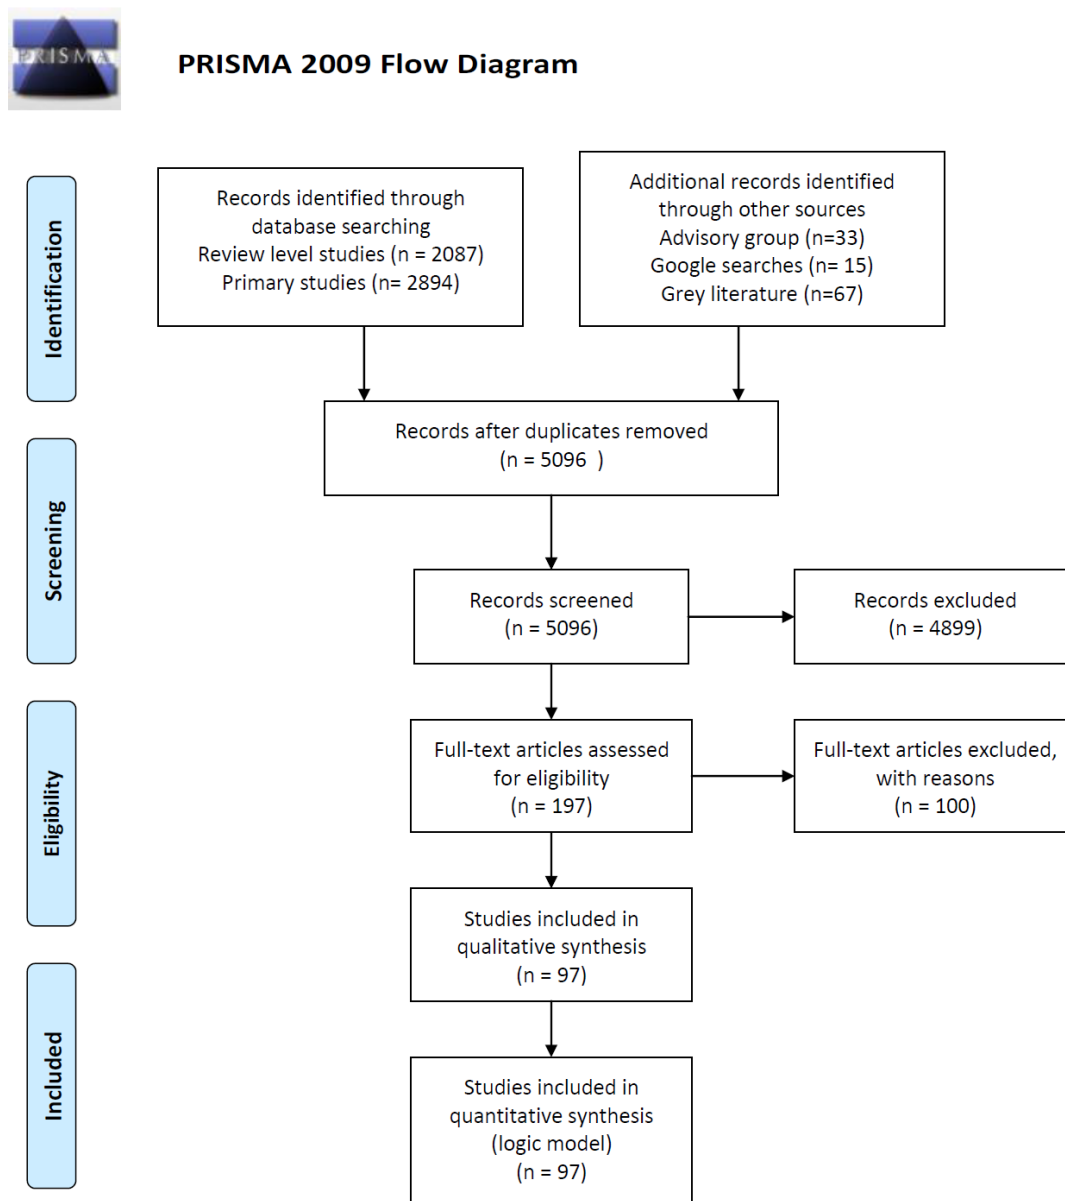 PRISMA
PRISMA 2009 Flow Diagram
Identification
Records identified through
database searching
Review level studies (n = 2087)
Primary studies (n= 2894)
Additional records identified
through other sources
Advisory group (n=33)
Google searches (n= 15)
Grey literature (n=67)
Records after duplicates removed
(n = 5096  )
Screening
Records screened
(n = 5096)
Records excluded
(n = 4899)
Eligibility
Full-text articles assessed
for eligibility
(n = 197)
Full-text articles excluded,
with reasons
(n = 100)
Studies included in
qualitative synthesis
(n = 97)
Included
Studies included in
quantitative synthesis
(logic model)
(n = 97)